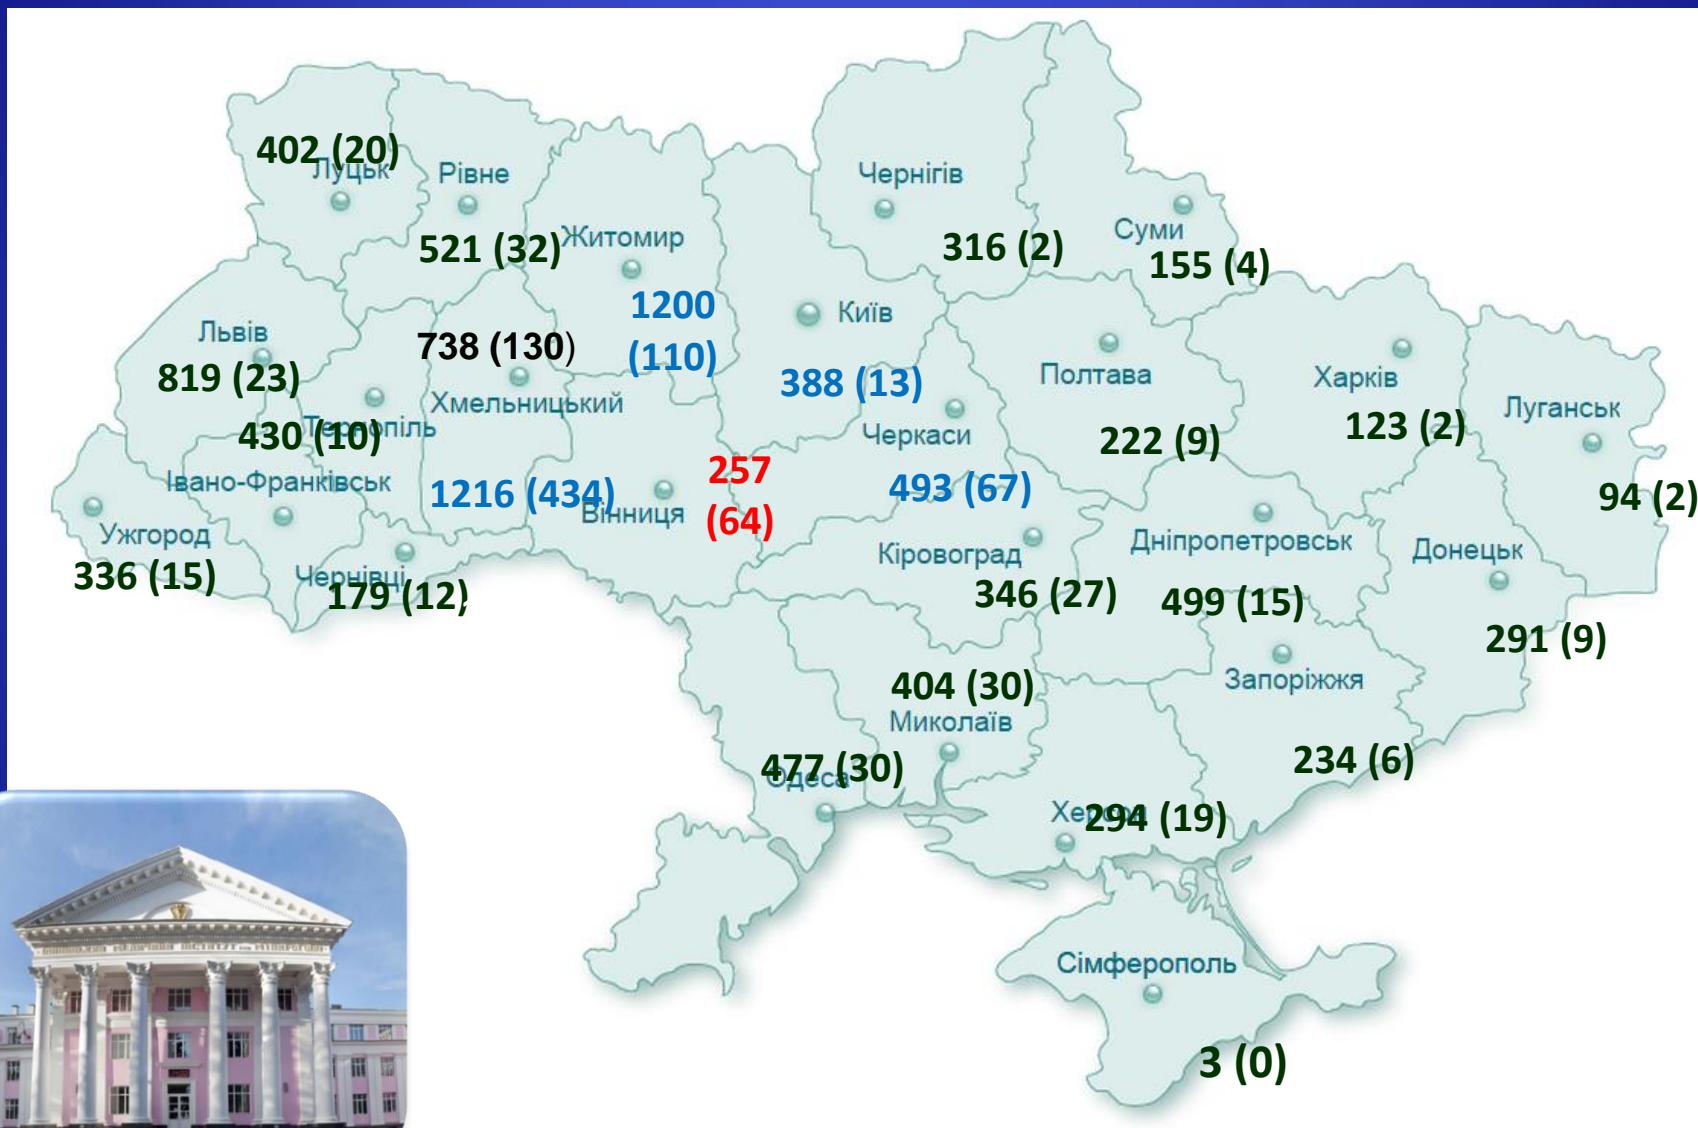 402 (20)
Луцьк
Рівне
521 (32)
Житомир
1200
(110)
Чернігів
316 (2)
Суми
155 (4)
Львів
819 (23)
738 (130)
Хмельницький
Київ
388 (13)
Черкаси
493 (67)
Полтава
222 (9)
Харків
123 (2)
Луганськ
94 (2)
Тернопіль
430 (10)
Івано-Франківськ
1216 (434)
Вінниця
257
(64)
Ужгород
336 (15)
Чернівці
179 (12)
Кіровоград
346 (27)
Дніпропетровськ
499 (15)
Донецьк
291 (9)
404 (30)
Миколаїв
Запоріжжя
234 (6)
477 (30)
Одеса
Херсон
294 (19)
Сімферополь
3 (0)